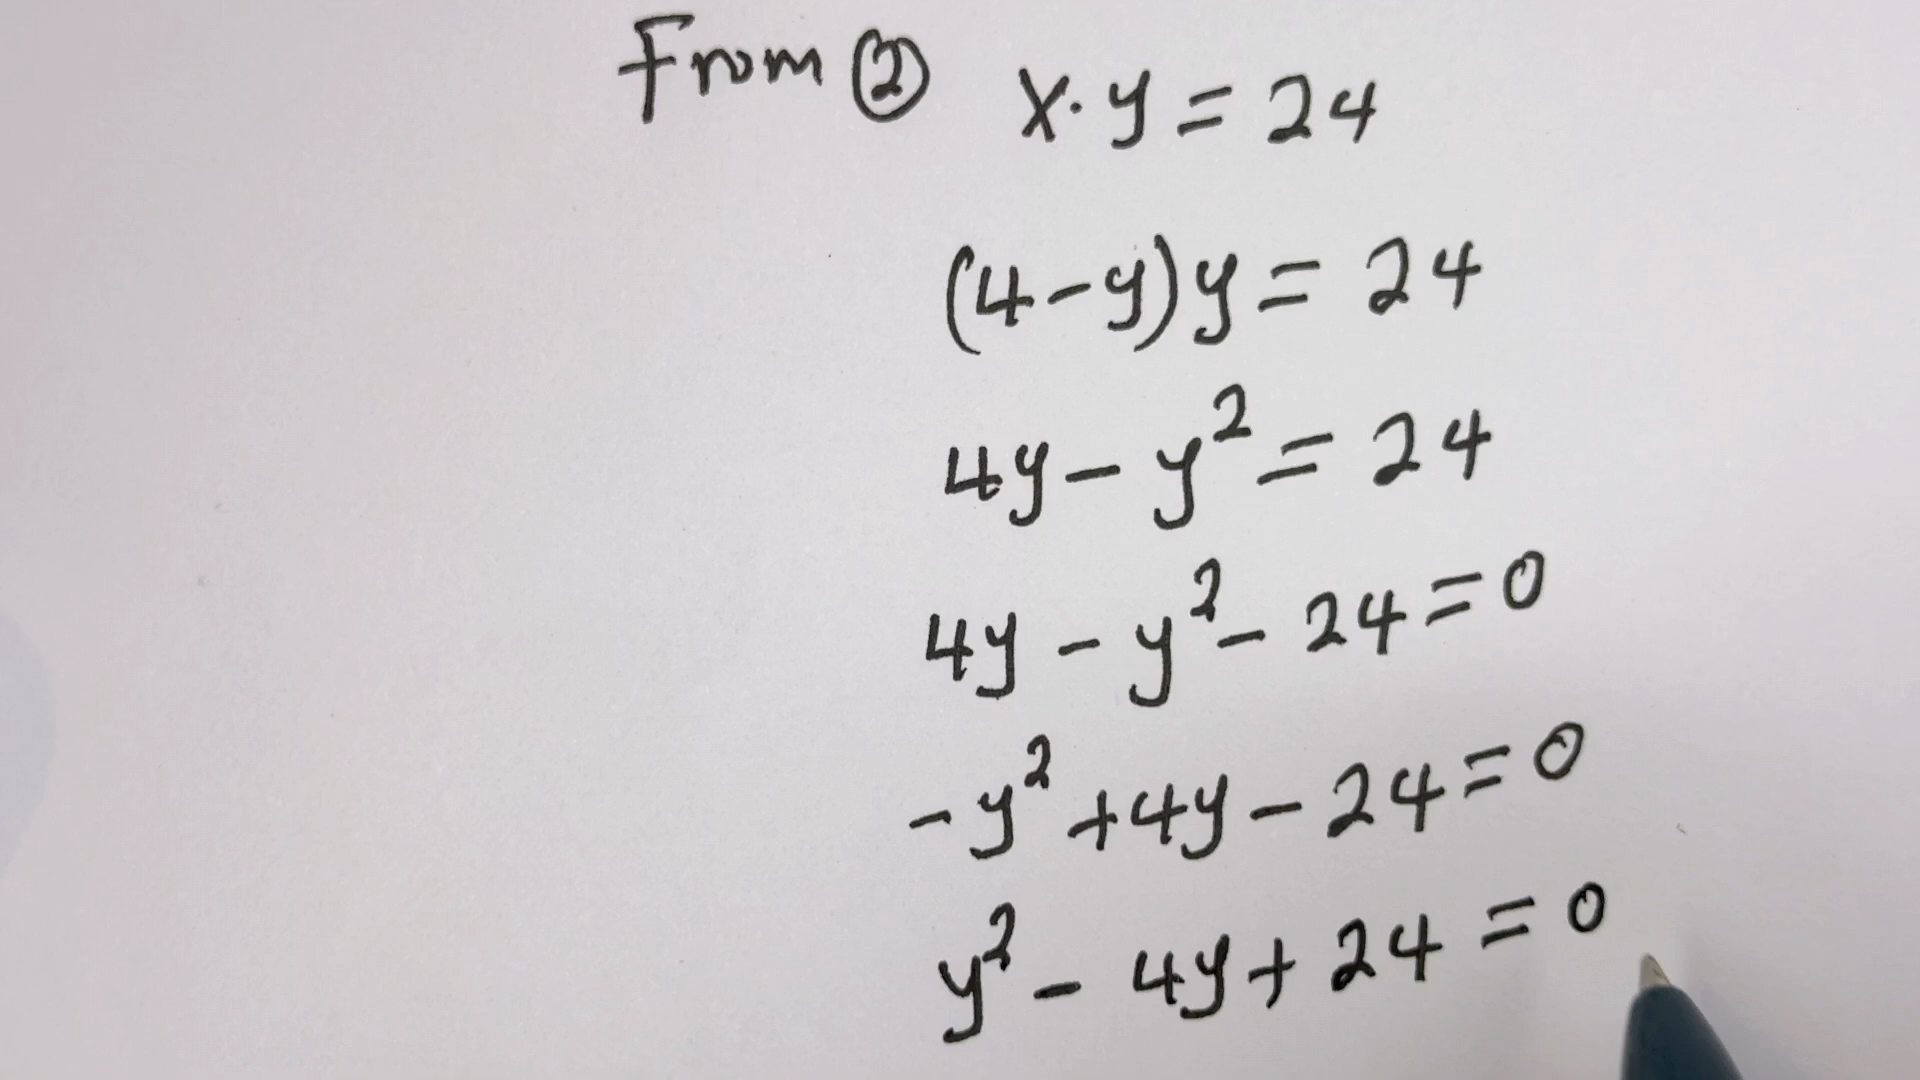 From ② x·y = 24
(4-y)y = 24
4y - y² = 24
4y - y² - 24 = 0
-y² + 4y - 24 = 0
y² - 4y + 24 = 0